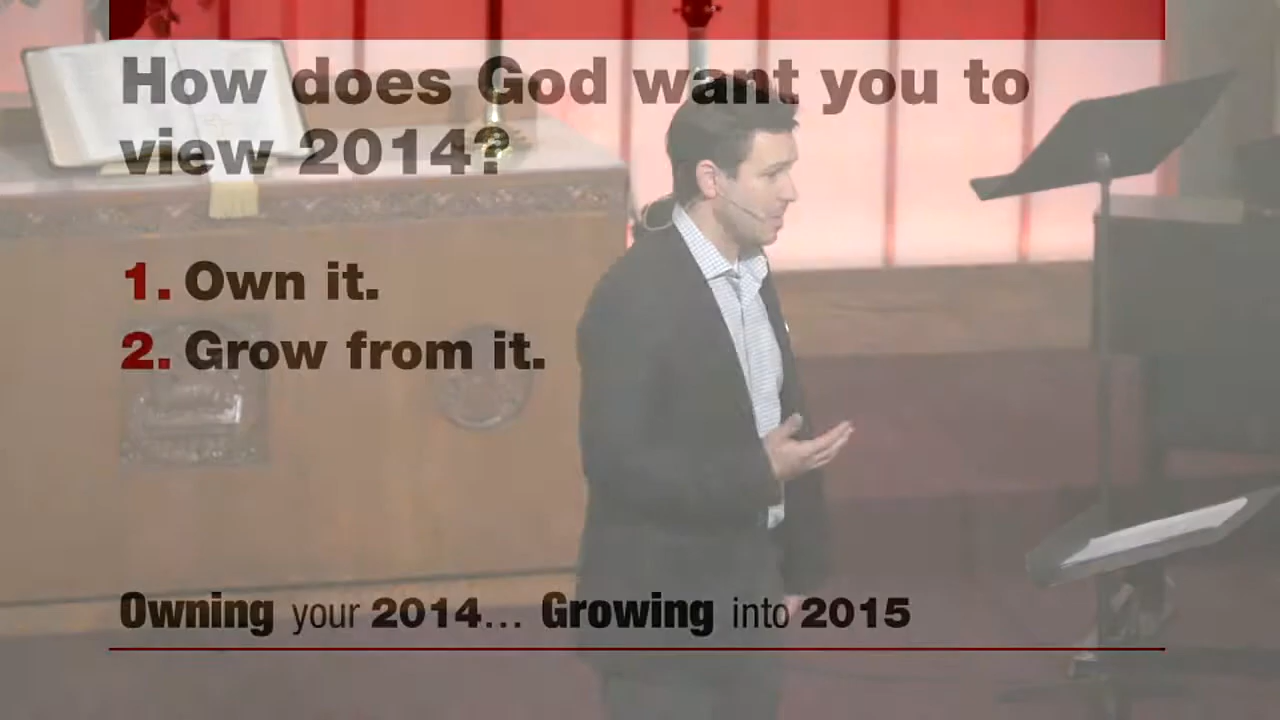 How does God want you to
view 2014?
1. Own it.
2. Grow from it.
Owning your 2014... Growing into 2015